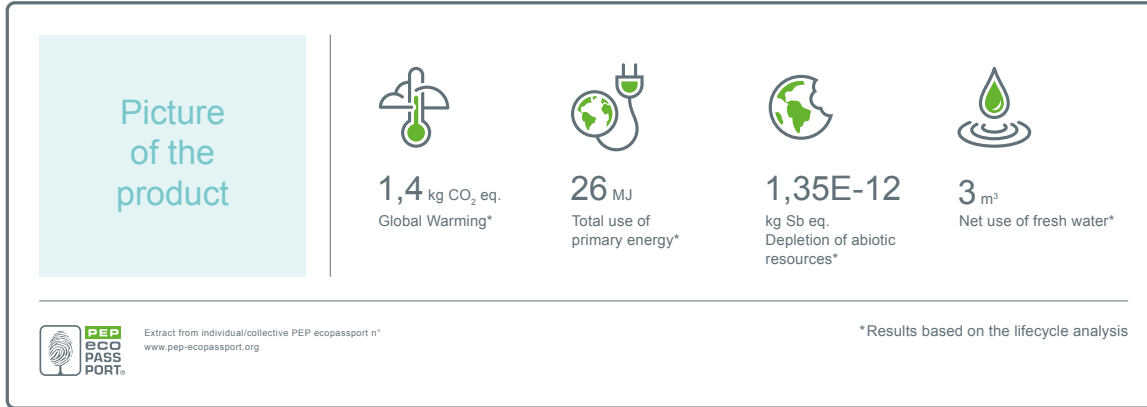 Picture
of the
product
1,4 kg CO₂ eq.
Global Warming*
26 MJ
Total use of
primary energy*
1,35E-12
kg Sb eq.
Depletion of abiotic
resources*
3 m³
Net use of fresh water*
PEP
eco
PASS
PORT®
Extract from individual/collective PEP ecopassport n°
www.pep-ecopassport.org
*Results based on the lifecycle analysis